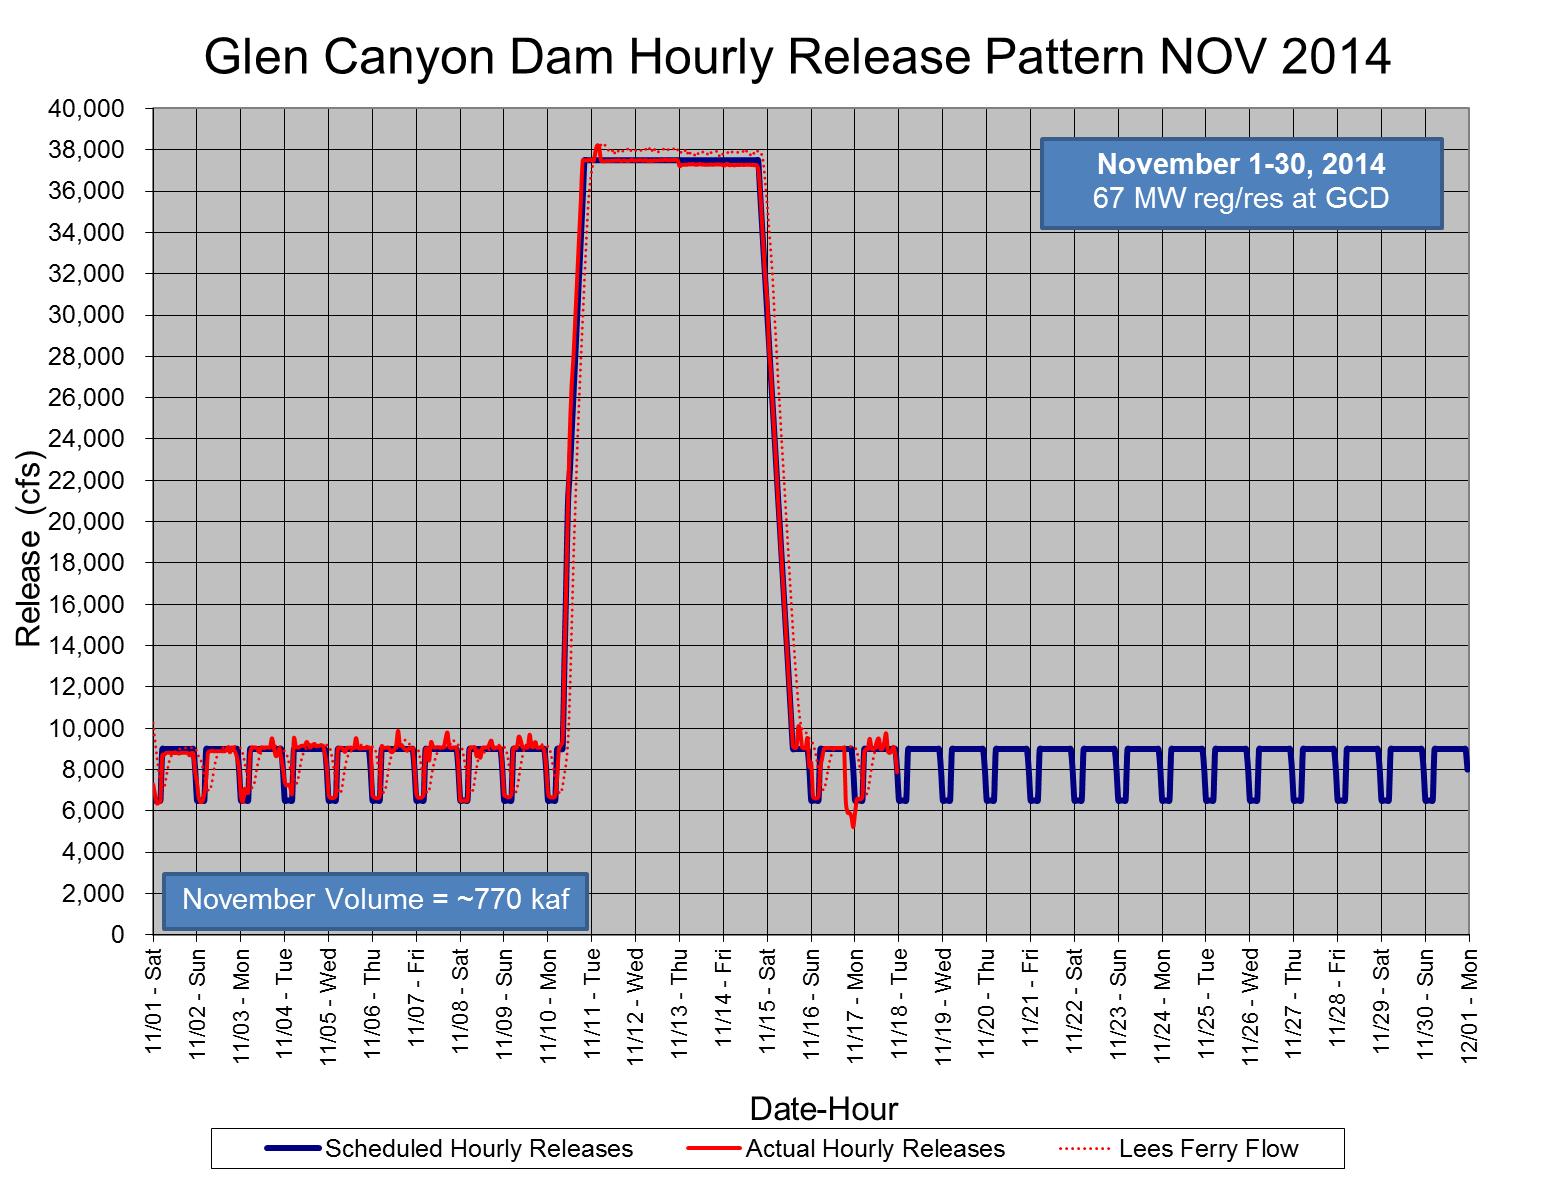 Glen Canyon Dam Hourly Release Pattern NOV 2014
40,000
38,000
36,000
34,000
32,000
30,000
28,000
26,000
24,000
22,000
20,000
18,000
16,000
14,000
12,000
10,000
8,000
6,000
4,000
2,000
0
Release (cfs)
November 1-30, 2014
67 MW reg/res at GCD
November Volume = ~770 kaf
11/01 - Sat
11/02 - Sun
11/03 - Mon
11/04 - Tue
11/05 - Wed
11/06 - Thu
11/07 - Fri
11/08 - Sat
11/09 - Sun
11/10 - Mon
11/11 - Tue
11/12 - Wed
11/13 - Thu
11/14 - Fri
11/15 - Sat
11/16 - Sun
11/17 - Mon
11/18 - Tue
11/19 - Wed
11/20 - Thu
11/21 - Fri
11/22 - Sat
11/23 - Sun
11/24 - Mon
11/25 - Tue
11/26 - Wed
11/27 - Thu
11/28 - Fri
11/29 - Sat
11/30 - Sun
12/01 - Mon
Date-Hour
Scheduled Hourly Releases
Actual Hourly Releases
Lees Ferry Flow